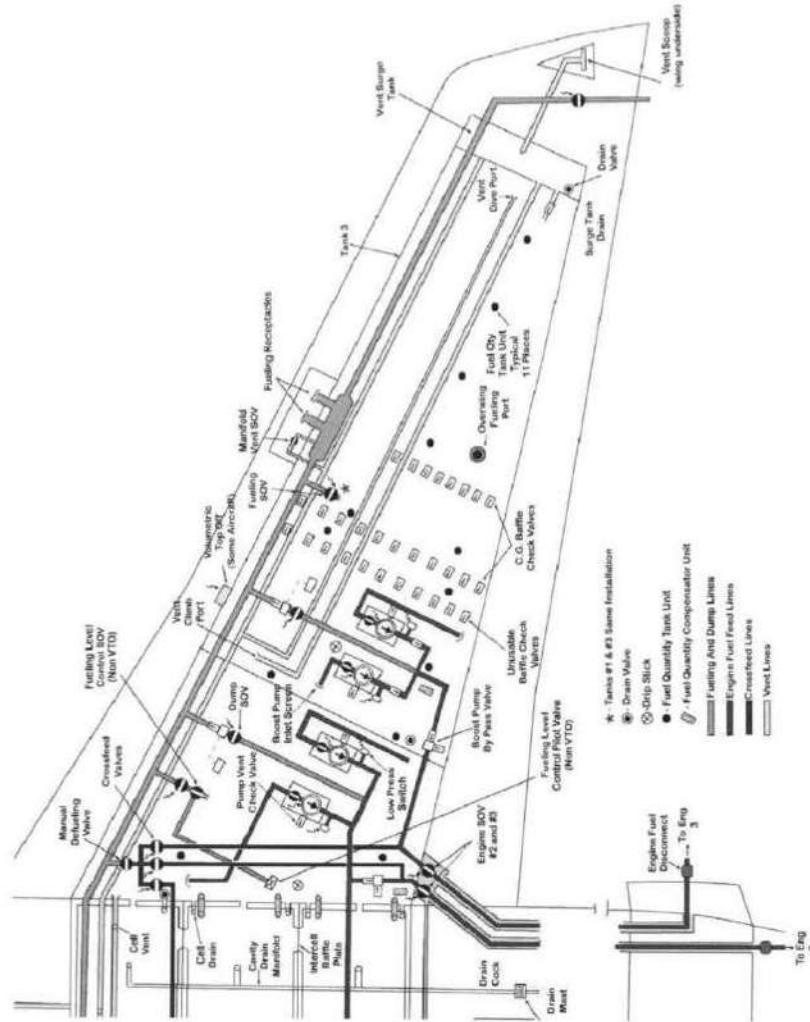 Vent Scoop
(wing underside)
Vent Surge
Tank
Drain
Valve
Vent
Dive Port
Surge Tank
Drain
Tank 3
Fuel Qty
Tank Unit
Typical
11 Places
Fueling Receptacles
Overwing
Fueling
Port
Manifold
Vent SOV
Fueling
SOV
C.G. Baffle
Check Valves
Volumetric
Top Off
(Some Aircraft)
Vent
Climb
Port
Unusable
Baffle Check
Valves
Fueling Level
Control SOV
(Non VTO)
Dump
SOV
Boost Pump
Inlet Screen
Boost Pump
By Pass Valve
Crossfeed
Valves
Pump Vent
Check Valve
Low Press
Switch
Fueling Level
Control Pilot Valve
(Non VTO)
Manual
Defueling
Valve
Engine SOV
#2 and #3
Cell
Vent
Cell
Drain
Cavity
Drain
Manifold
Intercell
Baffle
Plate
Drain
Cock
Drain
Mast
★ - Tanks #1 & #3 Same Installation
- Drain Valve
- Drip Stick
- Fuel Quantity Tank Unit
- Fuel Quantity Compensator Unit
Fueling And Dump Lines
Engine Fuel Feed Lines
Crossfeed Lines
Vent Lines
Engine Fuel
Disconnect
To Eng
3
To Eng